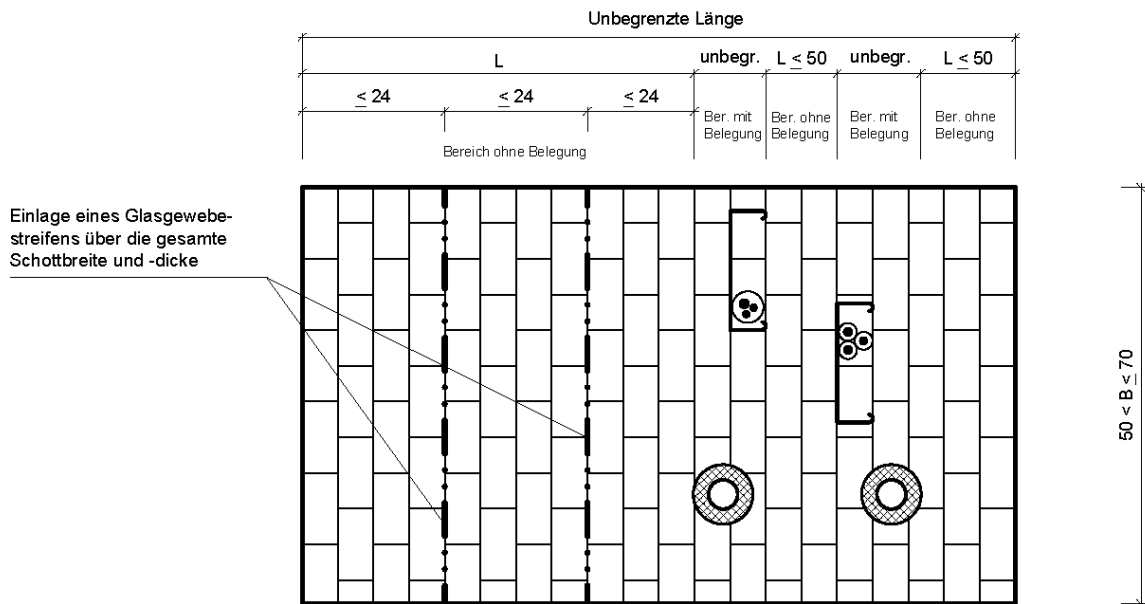 Unbegrenzte Länge
L
unbegr.
L ≤ 50
unbegr.
L ≤ 50
≤ 24
≤ 24
≤ 24
Ber. mit
Belegung
Ber. ohne
Belegung
Ber. mit
Belegung
Ber. ohne
Belegung
Bereich ohne Belegung
Einlage eines Glasgewebe-
streifens über die gesamte
Schottbreite und -dicke
50 < B ≤ 70